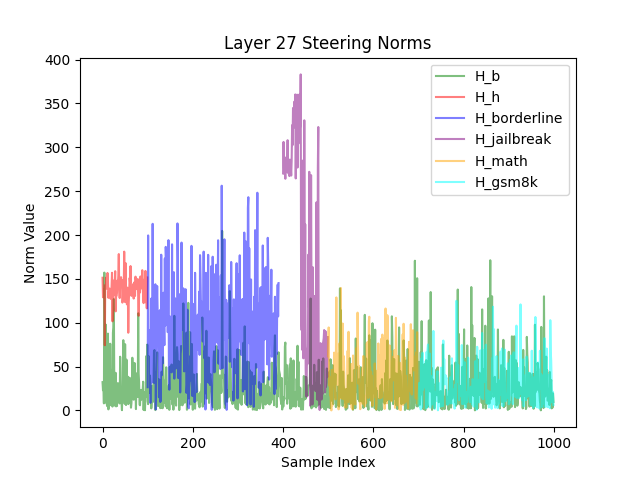 Layer 27 Steering Norms
400
350
300
250
200
150
100
50
0
Norm Value
H_b
H_h
H_borderline
H_jailbreak
H_math
H_gsm8k
0
200
400
600
800
1000
Sample Index